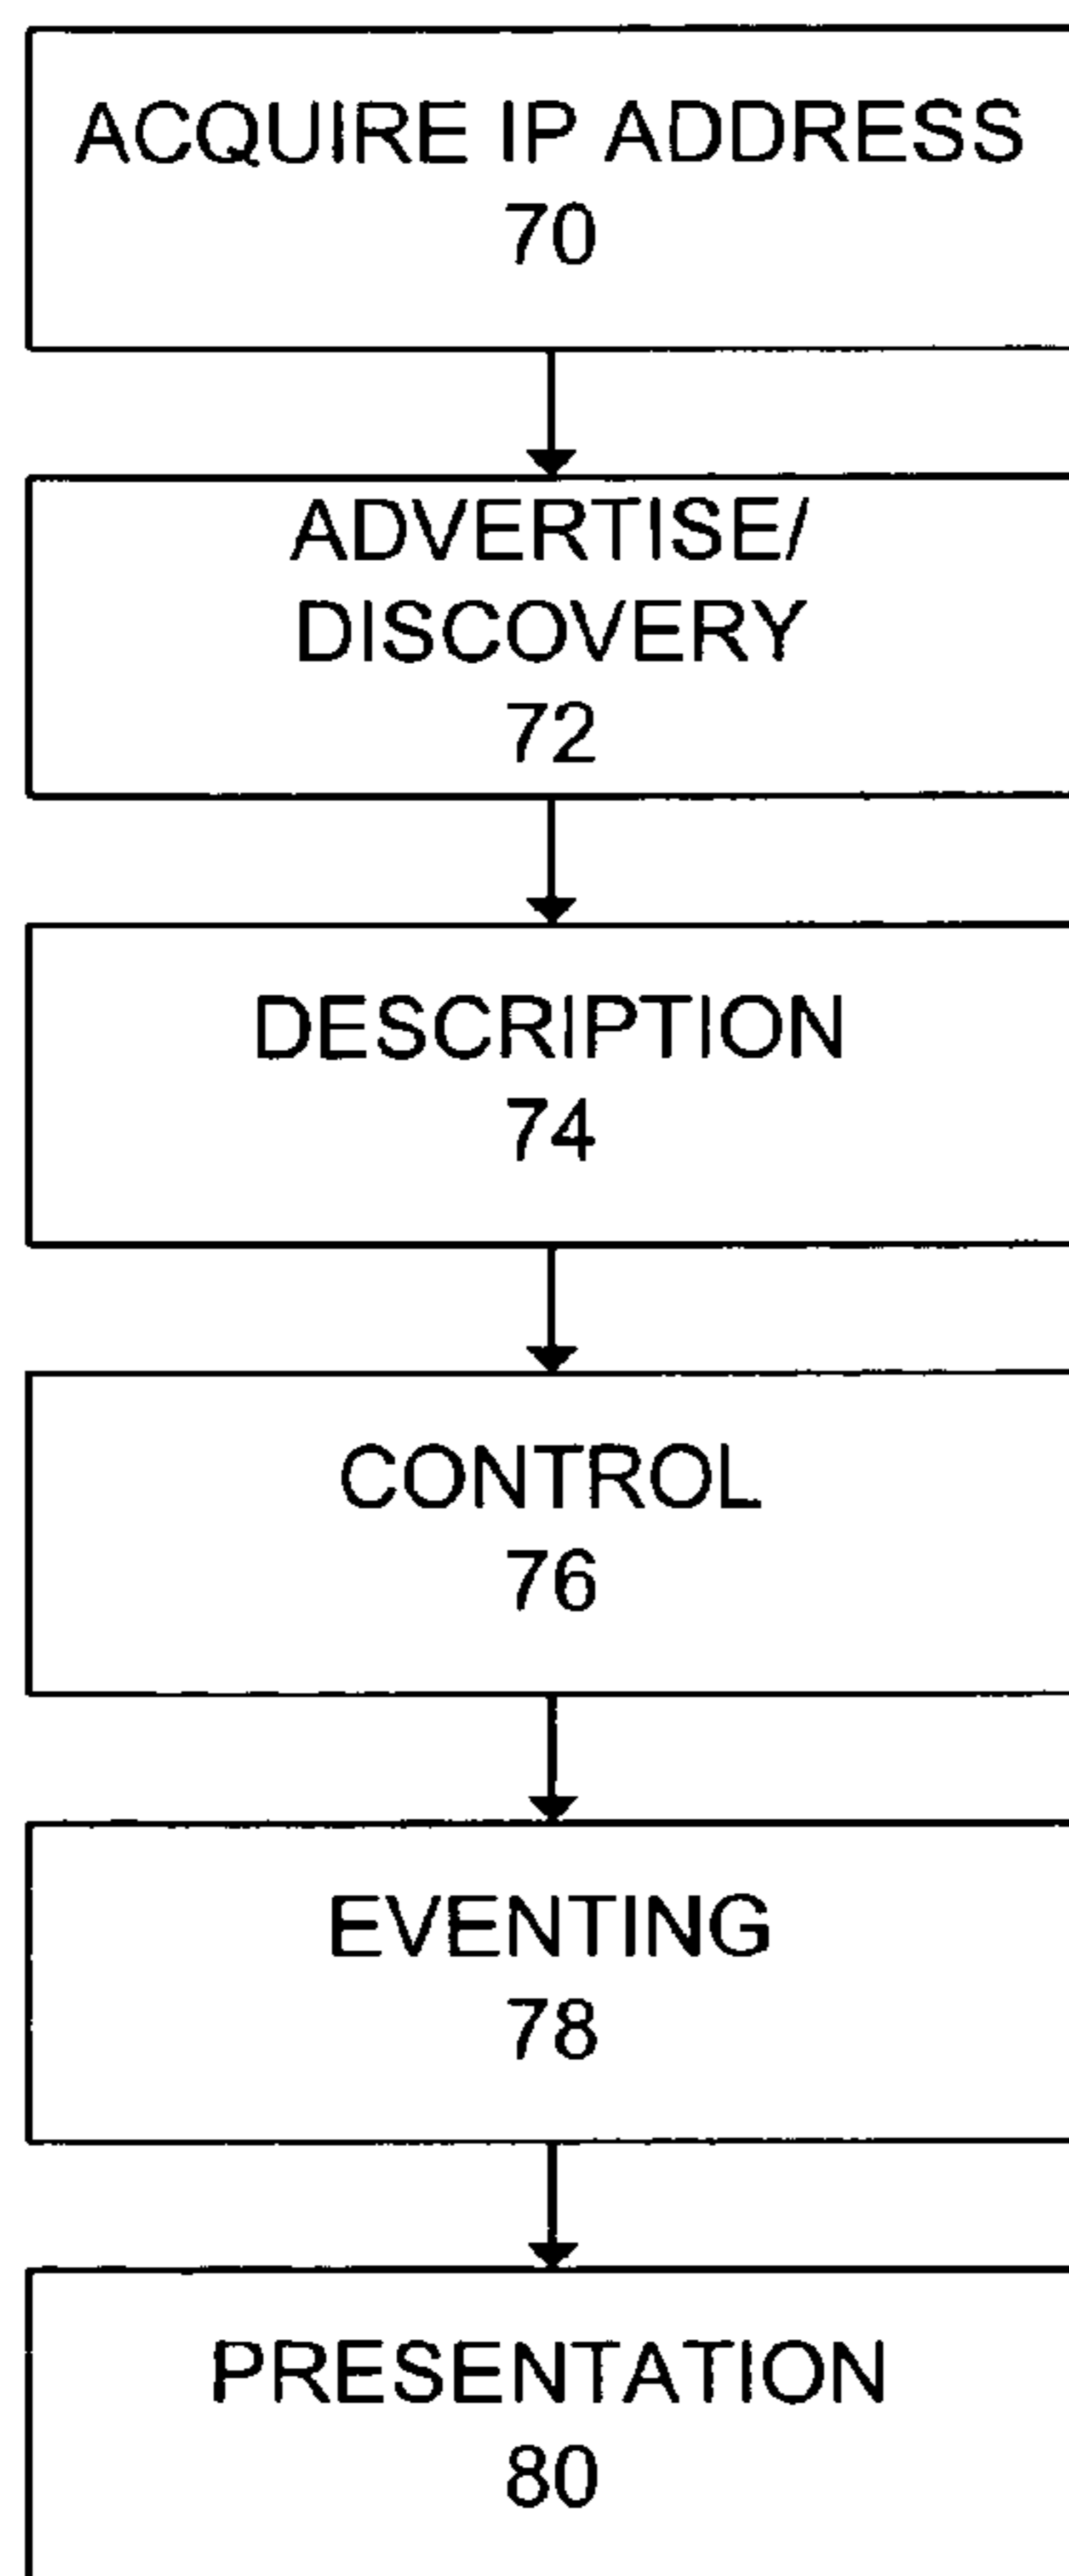 ACQUIRE IP ADDRESS
70
ADVERTISE/
DISCOVERY
72
DESCRIPTION
74
CONTROL
76
EVENTING
78
PRESENTATION
80